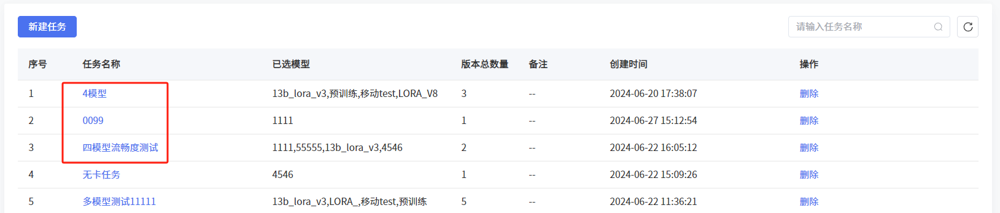 新建任务
请输入任务名称
序号 任务名称 已选模型 版本总数量 备注 创建时间 操作
1 4模型 13b_lora_v3,预训练,移动test,LORA_V8 3 -- 2024-06-20 17:38:07 删除
2 0099 1111 1 -- 2024-06-27 15:12:54 删除
3 四模型流畅度测试 1111,55555,13b_lora_v3,4546 2 -- 2024-06-22 16:05:12 删除
4 无卡任务 4546 1 -- 2024-06-22 15:09:26 删除
5 多模型测试11111 13b_lora_v3,LORA_,移动test,预训练 5 -- 2024-06-22 11:36:21 删除